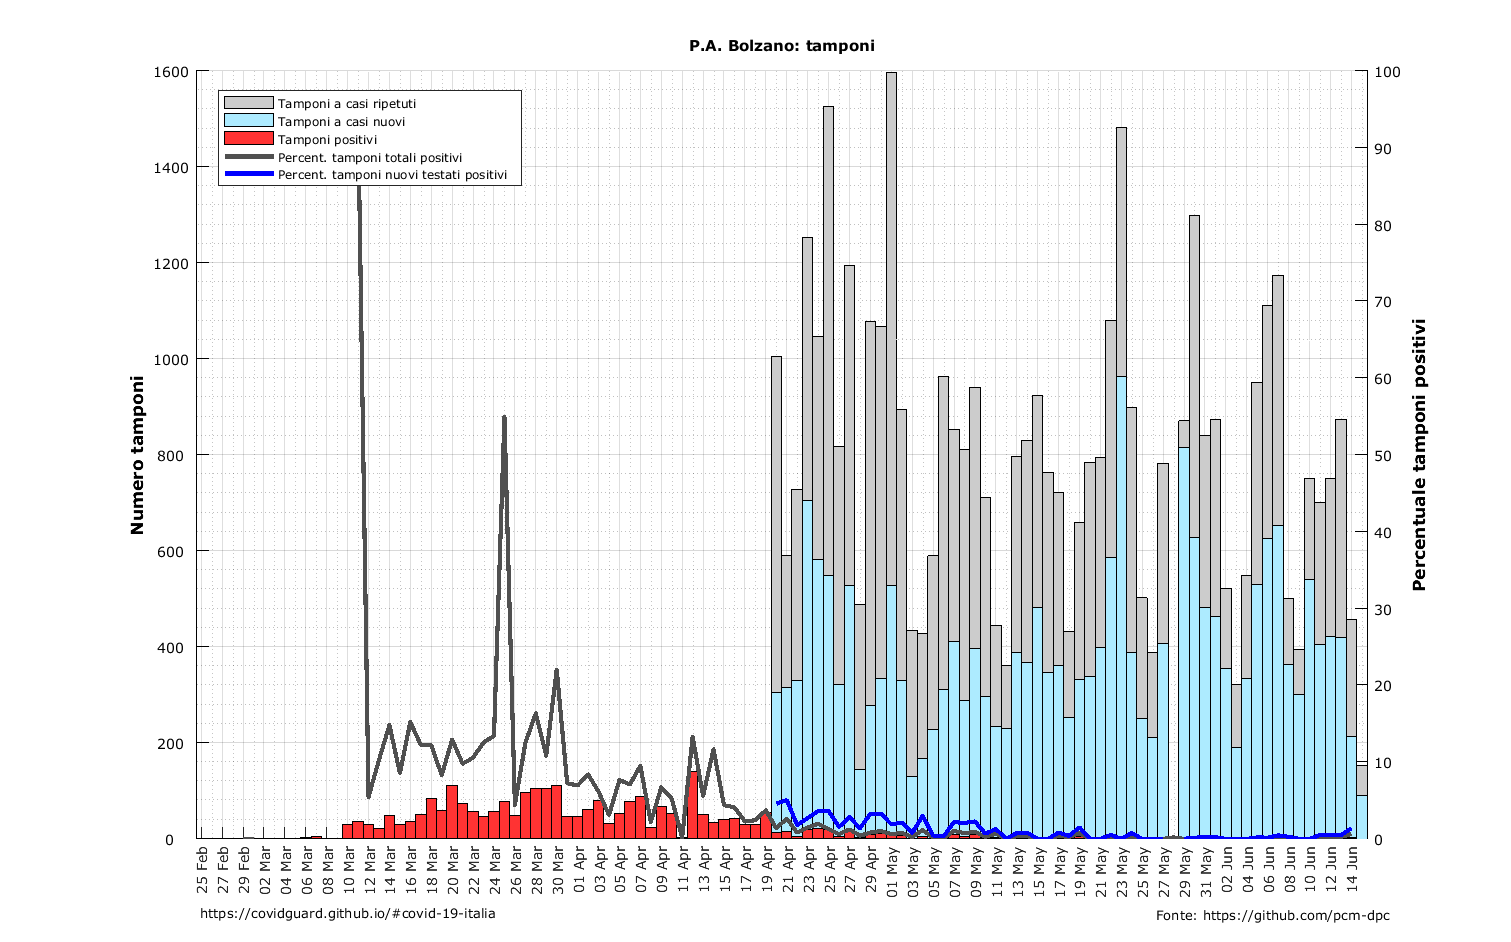 P.A. Bolzano: tamponi
Tamponi a casi ripetuti
Tamponi a casi nuovi
Tamponi positivi
Percent. tamponi totali positivi
Percent. tamponi nuovi testati positivi
Numero tamponi
1600
1400
1200
1000
800
600
400
200
0
100
90
80
70
60
50
40
30
20
10
0
Percentuale tamponi positivi
25 Feb
27 Feb
29 Feb
02 Mar
04 Mar
06 Mar
08 Mar
10 Mar
12 Mar
14 Mar
16 Mar
18 Mar
20 Mar
22 Mar
24 Mar
26 Mar
28 Mar
30 Mar
01 Apr
03 Apr
05 Apr
07 Apr
09 Apr
11 Apr
13 Apr
15 Apr
17 Apr
19 Apr
21 Apr
23 Apr
25 Apr
27 Apr
29 Apr
01 May
03 May
05 May
07 May
09 May
11 May
13 May
15 May
17 May
19 May
21 May
23 May
25 May
27 May
29 May
31 May
02 Jun
04 Jun
06 Jun
08 Jun
10 Jun
12 Jun
14 Jun
https://covidguard.github.io/#covid-19-italia
Fonte: https://github.com/pcm-dpc